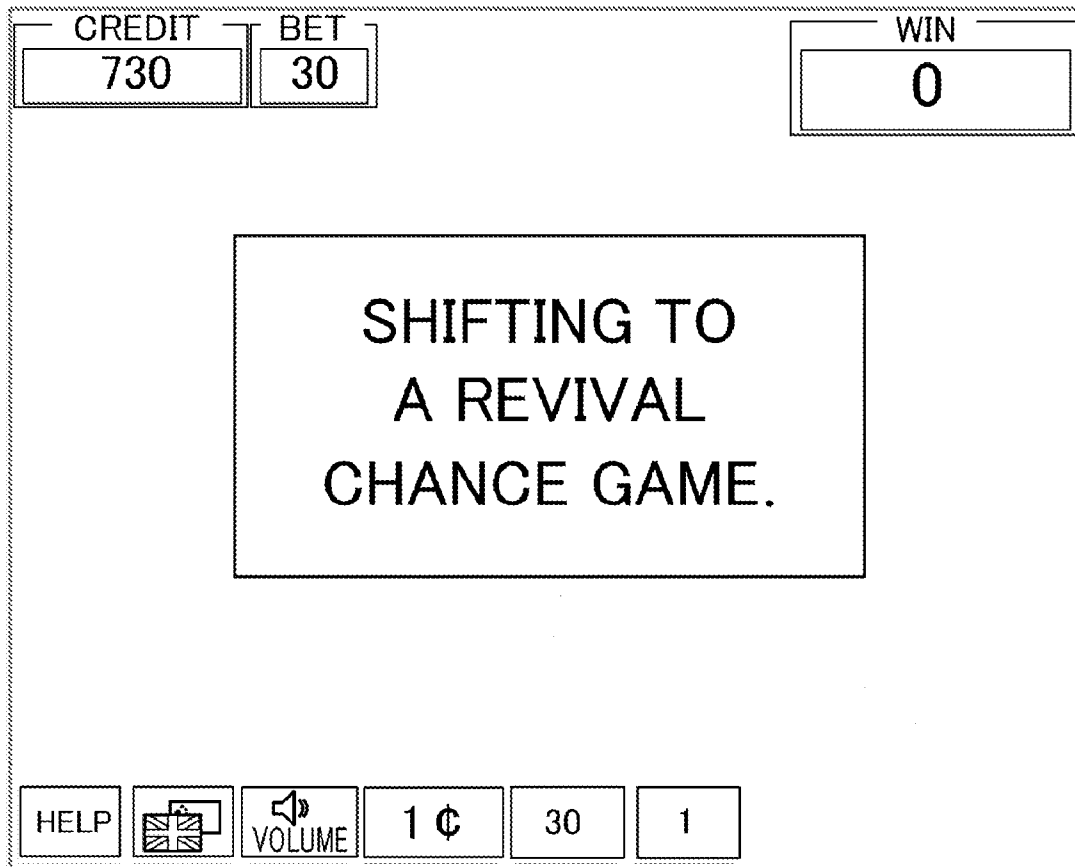 CREDIT BET WIN
730 30 0
SHIFTING TO
A REVIVAL
CHANCE GAME.
HELP VOLUME 1 ¢ 30 1